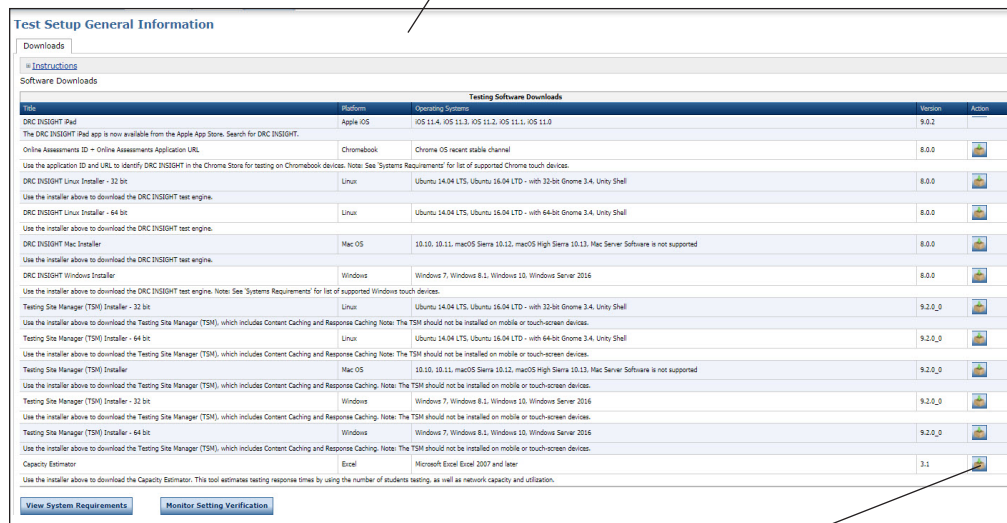 Test Setup General Information
Downloads
Instructions
Software Downloads
Testing Software Downloads
Title Platform Operating Systems Version Action
DRC INSIGHT iPad Apple iOS iOS 11.4, iOS 11.3, iOS 11.2, iOS 11.1, iOS 11.0 9.0.2
The DRC INSIGHT iPad app is now available from the Apple App Store. Search for DRC INSIGHT.
Online Assessments ID + Online Assessments Application URL Chromebook Chrome OS recent stable channel 8.0.0
Use the application ID and URL to identify DRC INSIGHT in the Chrome Store for testing on Chromebook devices. Note: See 'Systems Requirements' for list of supported Chrome touch devices.
DRC INSIGHT Linux Installer - 32 bit Linux Ubuntu 14.04 LTS, Ubuntu 16.04 LTD - with 32-bit Gnome 3.4, Unity Shell 8.0.0
Use the installer above to download the DRC INSIGHT test engine.
DRC INSIGHT Linux Installer - 64 bit Linux Ubuntu 14.04 LTS, Ubuntu 16.04 LTD - with 64-bit Gnome 3.4, Unity Shell 8.0.0
Use the installer above to download the DRC INSIGHT test engine.
DRC INSIGHT Mac Installer Mac OS 10.10, 10.11, macOS Sierra 10.12, macOS High Sierra 10.13, Mac Server Software is not supported 8.0.0
Use the installer above to download the DRC INSIGHT test engine.
DRC INSIGHT Windows Installer Windows Windows 7, Windows 8.1, Windows 10, Windows Server 2016 8.0.0
Use the installer above to download the DRC INSIGHT test engine. Note: See 'Systems Requirements' for list of supported Windows touch devices.
Testing Site Manager (TSM) Installer - 32 bit Linux Ubuntu 14.04 LTS, Ubuntu 16.04 LTD - with 32-bit Gnome 3.4, Unity Shell 9.2.0_0
Use the installer above to download the Testing Site Manager (TSM), which includes Content Caching and Response Caching Note: The TSM should not be installed on mobile or touch-screen devices.
Testing Site Manager (TSM) Installer - 64 bit Linux Ubuntu 14.04 LTS, Ubuntu 16.04 LTD - with 64-bit Gnome 3.4, Unity Shell 9.2.0_0
Use the installer above to download the Testing Site Manager (TSM), which includes Content Caching and Response Caching Note: The TSM should not be installed on mobile or touch-screen devices.
Testing Site Manager (TSM) Installer Mac OS 10.10, 10.11, macOS Sierra 10.12, macOS High Sierra 10.13, Mac Server Software is not supported 9.2.0_0
Use the installer above to download the Testing Site Manager (TSM), which includes Content Caching and Response Caching. Note: The TSM should not be installed on mobile or touch-screen devices.
Testing Site Manager (TSM) Installer - 32 bit Windows Windows 7, Windows 8.1, Windows 10, Windows Server 2016 9.2.0_0
Use the installer above to download the Testing Site Manager (TSM), which includes Content Caching and Response Caching. Note: The TSM should not be installed on mobile or touch-screen devices.
Testing Site Manager (TSM) Installer - 64 bit Windows Windows 7, Windows 8.1, Windows 10, Windows Server 2016 9.2.0_0
Use the installer above to download the Testing Site Manager (TSM), which includes Content Caching and Response Caching. Note: The TSM should not be installed on mobile or touch-screen devices.
Capacity Estimator Excel Microsoft Excel Excel 2007 and later 3.1
Use the installer above to download the Capacity Estimator. This tool estimates testing response times by using the number of students testing, as well as network capacity and utilization.
View System Requirements Monitor Setting Verification